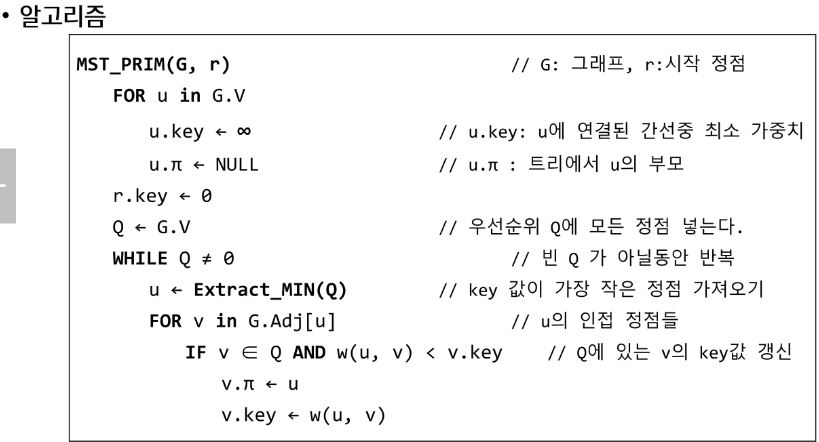 • 알고리즘
MST_PRIM(G, r) // G: 그래프, r:시작 정점
FOR u in G.V
u.key ← ∞ // u.key: u에 연결된 간선중 최소 가중치
u.π ← NULL // u.π : 트리에서 u의 부모
r.key ← 0
Q ← G.V // 우선순위 Q에 모든 정점 넣는다.
WHILE Q ≠ 0 // 빈 Q 가 아닐동안 반복
u ← Extract_MIN(Q) // key 값이 가장 작은 정점 가져오기
FOR v in G.Adj[u] // u의 인접 정점들
IF v ∈ Q AND w(u, v) < v.key // Q에 있는 v의 key값 갱신
v.π ← u
v.key ← w(u, v)